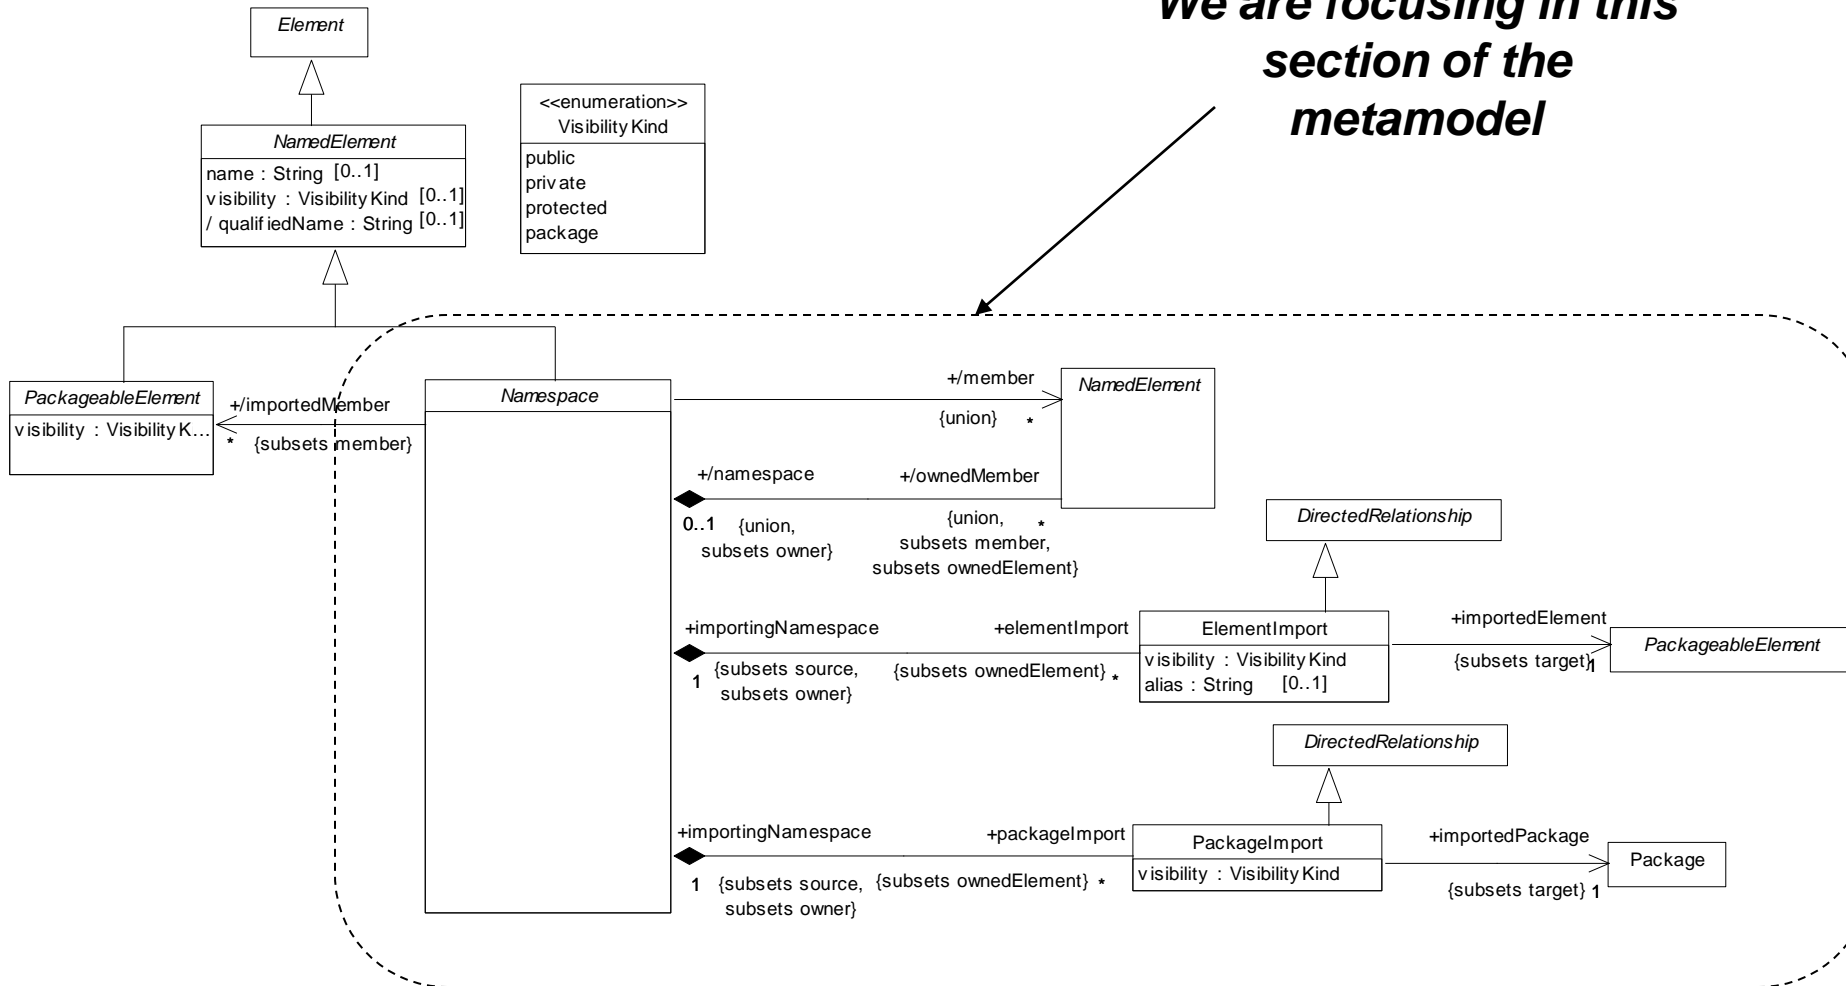 We are focusing in this
section of the
metamodel
Element
<<enumeration>>
VisibilityKind
public
private
protected
package
NamedElement
name : String [0..1]
visibility : VisibilityKind [0..1]
/ qualifiedName : String [0..1]
PackageableElement
visibility : VisibilityK...
+/importedMember
* {subsets member}
Namespace
+/member
{union} *
NamedElement
+/namespace
0..1 {union,
subsets owner}
+/ownedMember
{union, *
subsets member,
subsets ownedElement}
DirectedRelationship
+importingNamespace
1 {subsets source,
subsets owner}
+elementImport
{subsets ownedElement} *
ElementImport
visibility : VisibilityKind
alias : String [0..1]
+importedElement
{subsets target} 1
PackageableElement
DirectedRelationship
+importingNamespace
1 {subsets source,
subsets owner}
+packageImport
{subsets ownedElement} *
PackageImport
visibility : VisibilityKind
+importedPackage
{subsets target} 1
Package